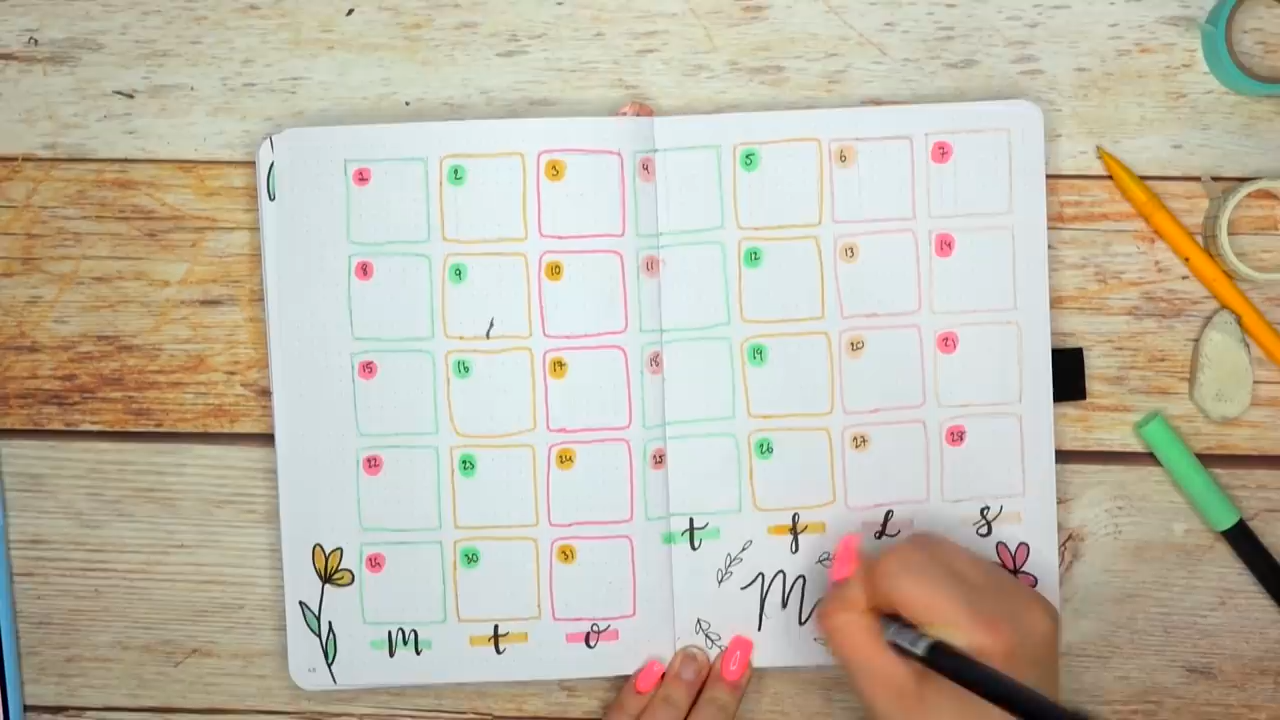 1 2 3 4 5 6 7
8 9 10 11 12 13 14
15 16 17 18 19 20 21
22 23 24 25 26 27 28
29 30 31
m t o t f L S
M